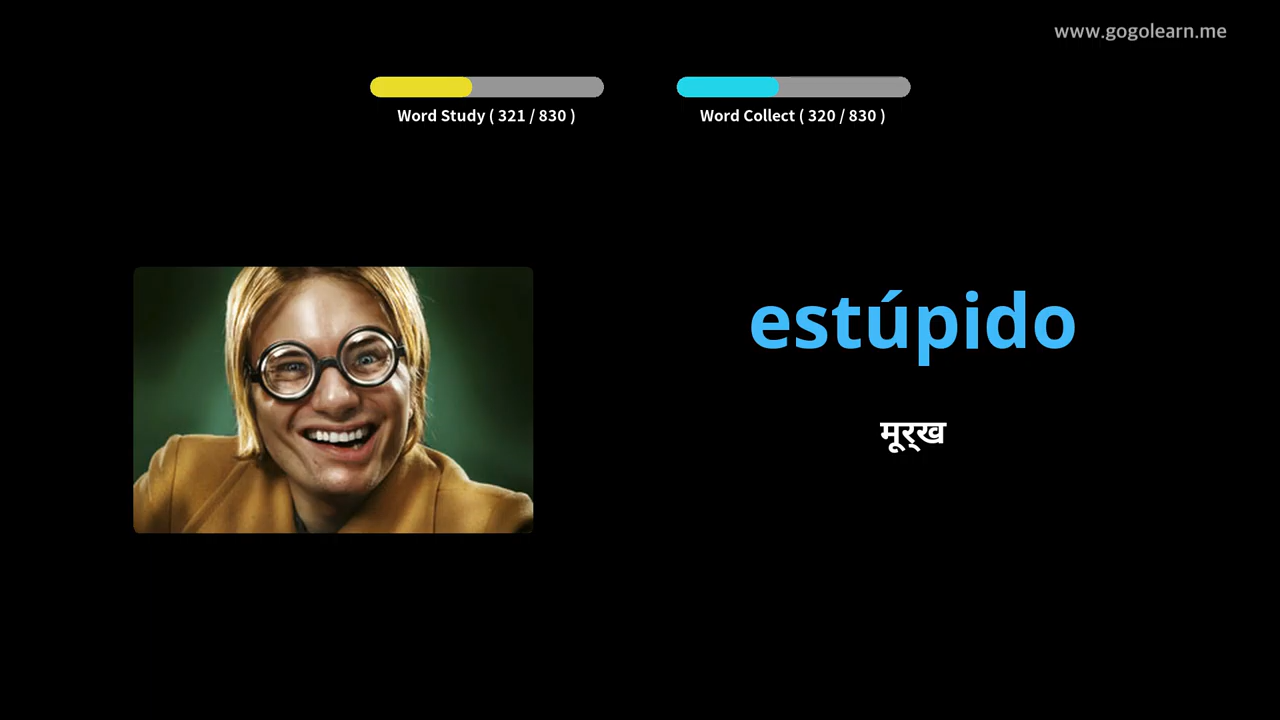 www.gogolearn.me
Word Study ( 321 / 830 )
Word Collect ( 320 / 830 )
estúpido
मूर्ख